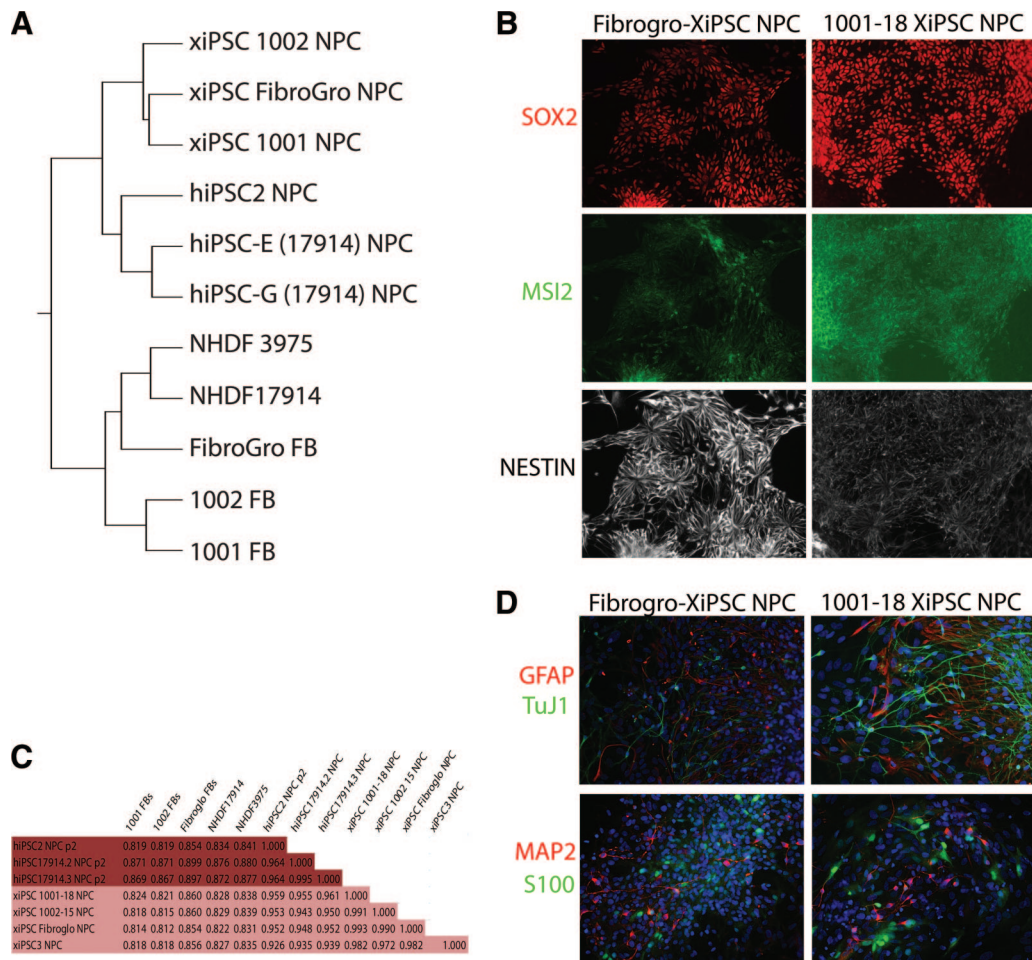 A
xiPSC 1002 NPC
xiPSC FibroGro NPC
xiPSC 1001 NPC
hiPSC2 NPC
hiPSC-E (17914) NPC
hiPSC-G (17914) NPC
NHDF 3975
NHDF17914
FibroGro FB
1002 FB
1001 FB
B
Fibrogro-XiPSC NPC 1001-18 XiPSC NPC
SOX2
MSI2
NESTIN
C
1001 FBs
1002 FBs
Fibroglo FBs
NHDF17914
NHDF3975
hiPSC2 NPC p2
hiPSC17914.2 NPC
hiPSC17914.3 NPC
xiPSC 1001-18 NPC
xiPSC 1002 15 NPC
xiPSC Fibroglo NPC
xiPSC3 NPC
hiPSC2 NPC p2 0.819 0.819 0.854 0.834 0.841 1.000
hiPSC17914.2 NPC p2 0.871 0.871 0.899 0.876 0.880 0.964 1.000
hiPSC17914.3 NPC p2 0.869 0.867 0.897 0.872 0.877 0.964 0.995 1.000
xiPSC 1001-18 NPC 0.824 0.821 0.860 0.828 0.838 0.959 0.955 0.961 1.000
xiPSC 1002-15 NPC 0.818 0.815 0.860 0.829 0.839 0.953 0.943 0.950 0.991 1.000
xiPSC Fibroglo NPC 0.814 0.812 0.854 0.822 0.831 0.952 0.948 0.952 0.993 0.990 1.000
xiPSC3 NPC 0.818 0.818 0.856 0.827 0.835 0.926 0.935 0.939 0.982 0.972 0.982 1.000
D
Fibrogro-XiPSC NPC 1001-18 XiPSC NPC
GFAP
TuJ1
MAP2
S100